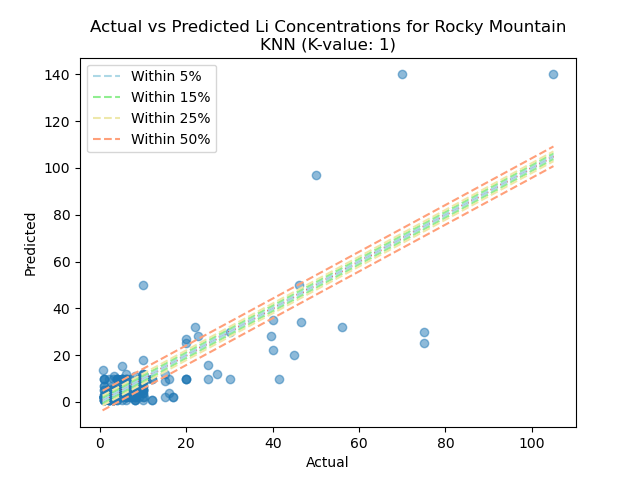 Actual vs Predicted Li Concentrations for Rocky Mountain
KNN (K-value: 1)
Within 5%
Within 15%
Within 25%
Within 50%
140
120
100
80
60
40
20
0
Predicted
0
20
40
60
80
100
Actual